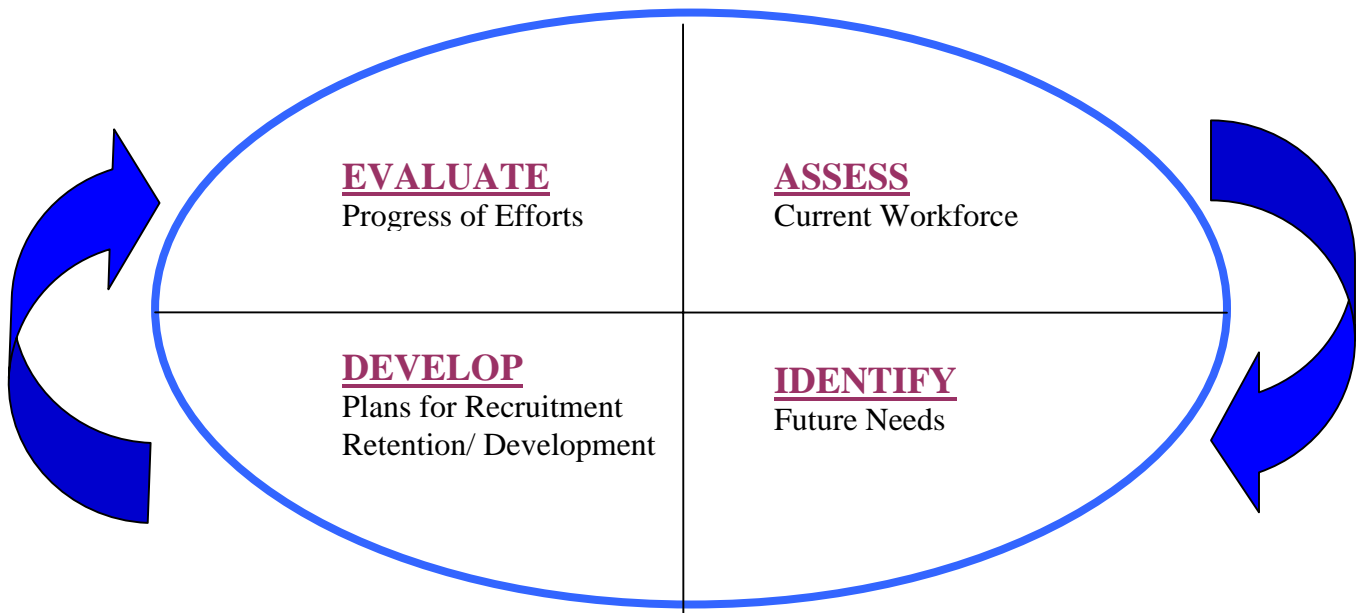 EVALUATE
Progress of Efforts
ASSESS
Current Workforce
DEVELOP
Plans for Recruitment
Retention/ Development
IDENTIFY
Future Needs